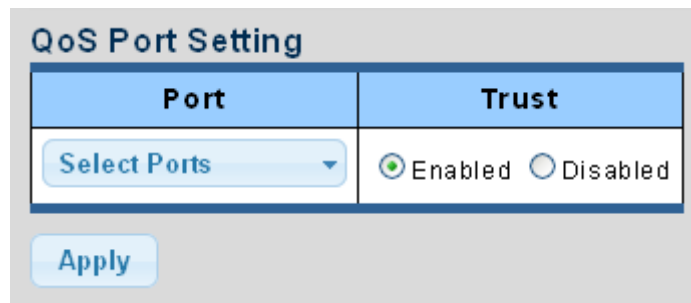 QoS Port Setting
Port Trust
Select Ports Enabled Disabled
Apply